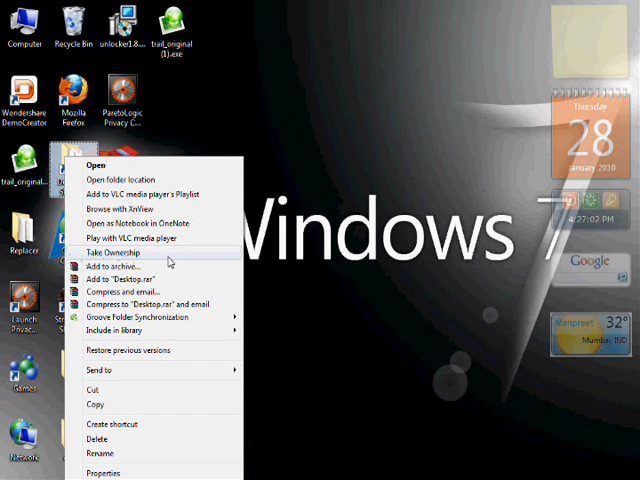 Computer
Recycle Bin
unlocker1.8....
trail_original
(1).exe
Wondershare
DemoCreator
Mozilla
Firefox
ParetoLogic
Privacy C...
trail_original...
Replacer
Launch
Privac...
Games
Network
Open
Open folder location
Add to VLC media player's Playlist
Browse with XnView
Open as Notebook in OneNote
Play with VLC media player
Take Ownership
Add to archive...
Add to "Desktop.rar"
Compress and email...
Compress to "Desktop.rar" and email
Groove Folder Synchronization
Include in library
Restore previous versions
Send to
Cut
Copy
Create shortcut
Delete
Rename
Properties
Windows 7
Thursday
28
January 2010
4:27:02 PM
Google
Manpreet
32°
Mumbai, IND